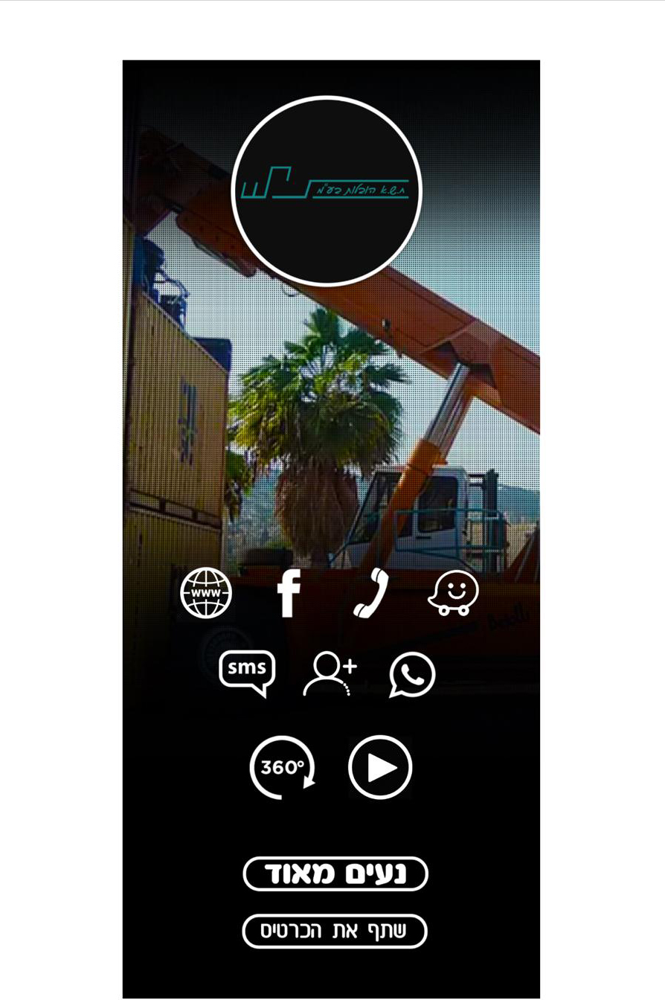 ת.ש.א הובלות בע"מ
www
sms
360°
נעים מאוד
שתף את הכרטיס